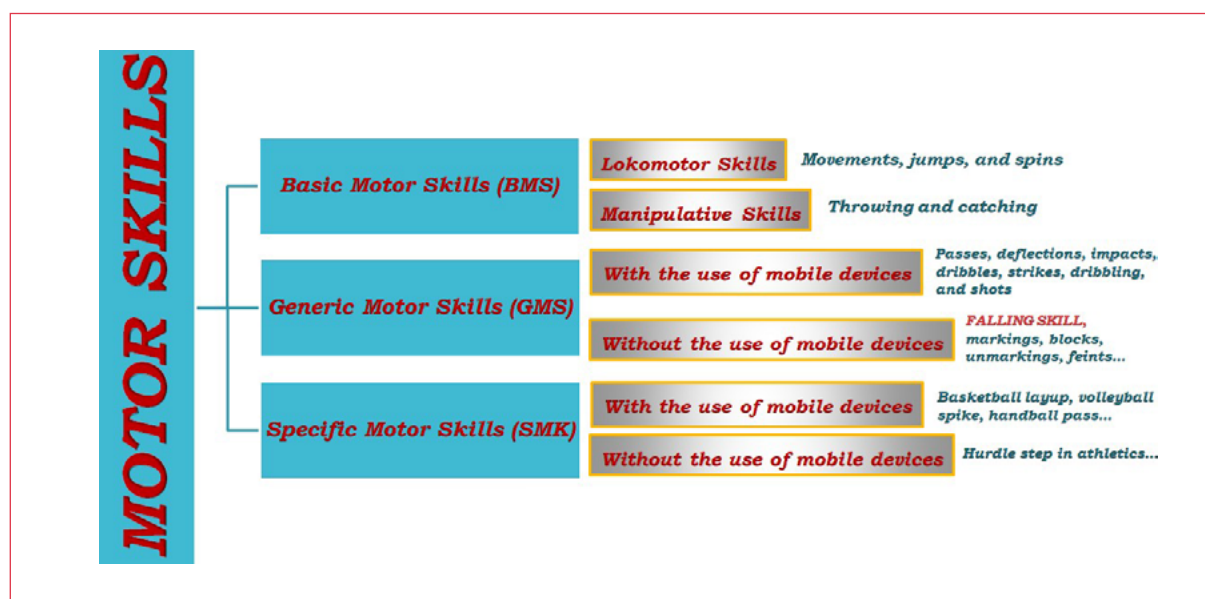 MOTOR SKILLS
Basic Motor Skills (BMS)
Lokomotor Skills
Movements, jumps, and spins
Manipulative Skills
Throwing and catching
Generic Motor Skills (GMS)
With the use of mobile devices
Passes, deflections, impacts,
dribbles, strikes, dribbling,
and shots
Without the use of mobile devices
FALLING SKILL,
markings, blocks,
unmarkings, feints...
Specific Motor Skills (SMK)
With the use of mobile devices
Basketball layup, volleyball
spike, handball pass...
Without the use of mobile devices
Hurdle step in athletics...